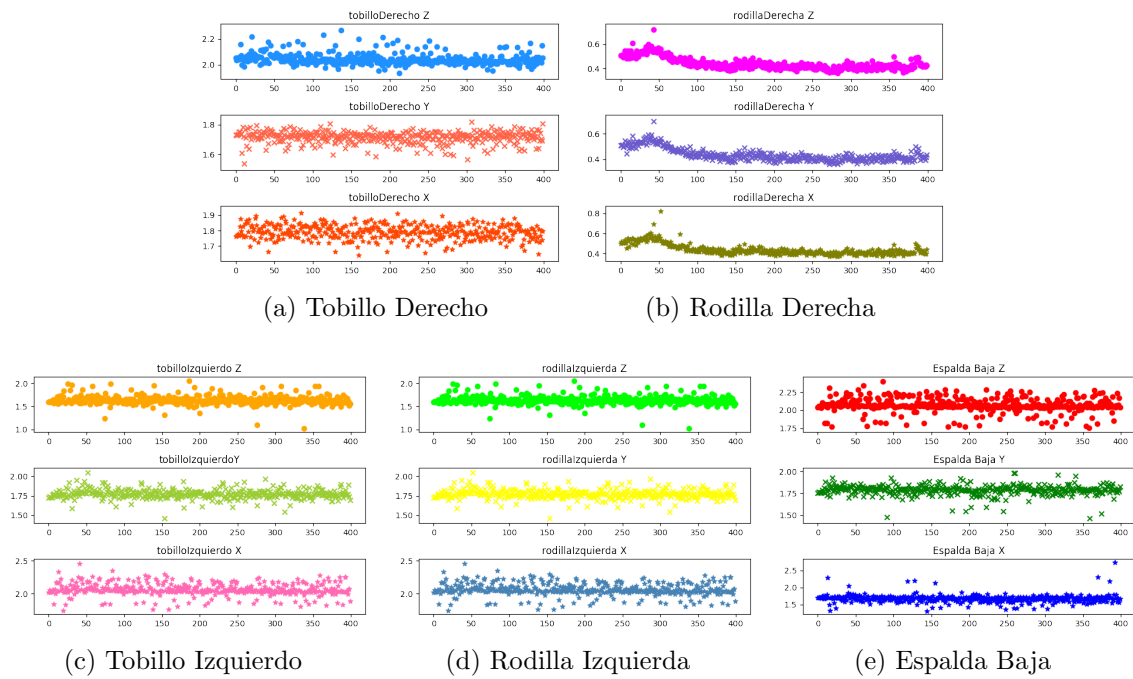 tobilloDerecho Z
2.2
2.0
0 50 100 150 200 250 300 350 400
tobilloDerecho Y
1.8
1.6
0 50 100 150 200 250 300 350 400
tobilloDerecho X
1.9
1.8
1.7
0 50 100 150 200 250 300 350 400
(a) Tobillo Derecho
rodillaDerecha Z
0.6
0.4
0 50 100 150 200 250 300 350 400
rodillaDerecha Y
0.6
0.4
0 50 100 150 200 250 300 350 400
rodillaDerecha X
0.8
0.6
0.4
0 50 100 150 200 250 300 350 400
(b) Rodilla Derecha
tobilloIzquierdo Z
2.0
1.5
1.0
0 50 100 150 200 250 300 350 400
tobilloIzquierdoY
2.00
1.75
1.50
0 50 100 150 200 250 300 350 400
tobilloIzquierdo X
2.5
2.0
0 50 100 150 200 250 300 350 400
(c) Tobillo Izquierdo
rodillaIzquierda Z
2.0
1.5
1.0
0 50 100 150 200 250 300 350 400
rodillaIzquierda Y
2.00
1.75
1.50
0 50 100 150 200 250 300 350 400
rodillaIzquierda X
2.5
2.0
0 50 100 150 200 250 300 350 400
(d) Rodilla Izquierda
Espalda Baja Z
2.25
2.00
1.75
0 50 100 150 200 250 300 350 400
Espalda Baja Y
2.00
1.75
1.50
0 50 100 150 200 250 300 350 400
Espalda Baja X
2.5
2.0
1.5
0 50 100 150 200 250 300 350 400
(e) Espalda Baja